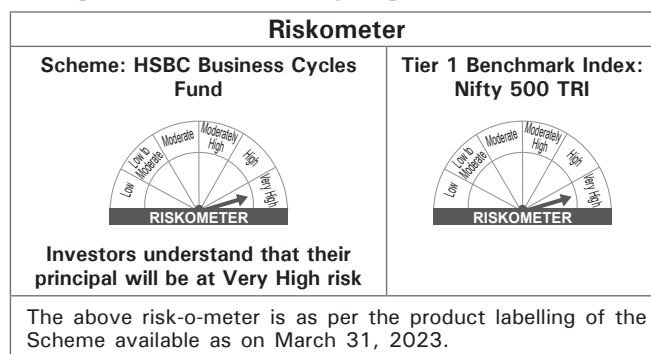 Riskometer
Scheme: HSBC Business Cycles
Fund
Low
Low to
Moderate
Moderate
Moderately
High
High
Very High
RISKOMETER
Investors understand that their
principal will be at Very High risk
Tier 1 Benchmark Index:
Nifty 500 TRI
Low
Low to
Moderate
Moderate
Moderately
High
High
Very High
RISKOMETER
The above risk-o-meter is as per the product labelling of the
Scheme available as on March 31, 2023.